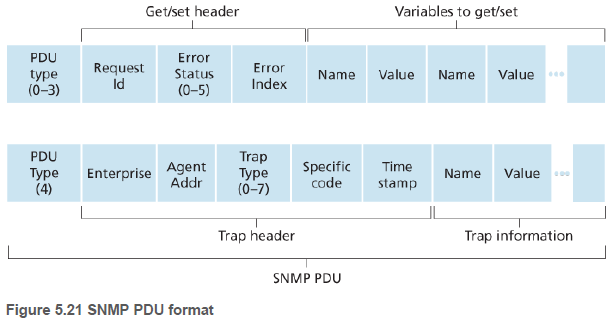 Get/set header
Variables to get/set
PDU type (0–3)
Request Id
Error Status (0–5)
Error Index
Name
Value
Name
Value
PDU Type (4)
Enterprise
Agent Addr
Trap Type (0–7)
Specific code
Time stamp
Name
Value
Trap header
Trap information
SNMP PDU
Figure 5.21 SNMP PDU format